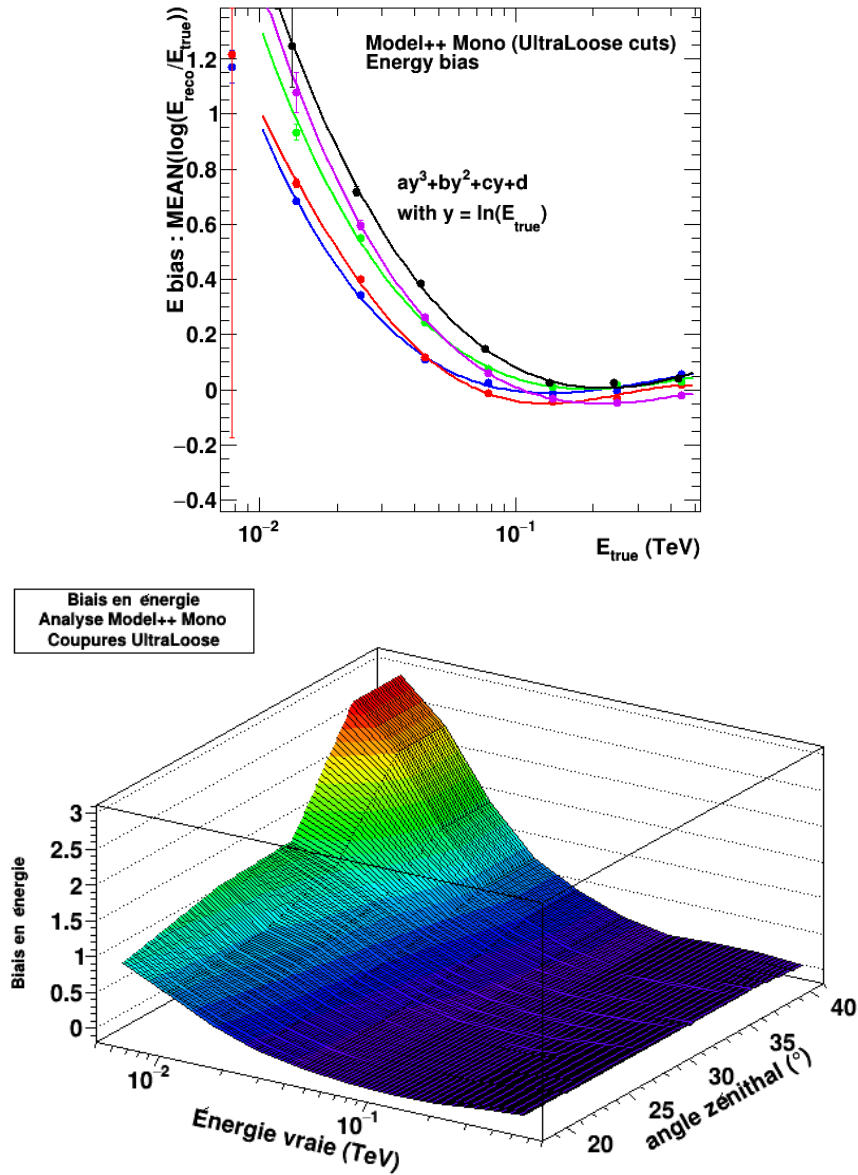 Model++ Mono (UltraLoose cuts)
Energy bias
ay³+by²+cy+d
with y = ln(E_true)
E bias : MEAN(log(E_reco/E_true))
1.2
1
0.8
0.6
0.4
0.2
0
−0.2
−0.4
10⁻²
10⁻¹
E_true (TeV)
Biais en énergie
Analyse Model++ Mono
Coupures UltraLoose
Biais en énergie
3
2.5
2
1.5
1
0.5
0
10⁻²
10⁻¹
Énergie vraie (TeV)
20
25
30
35
40
angle zénithal (°)